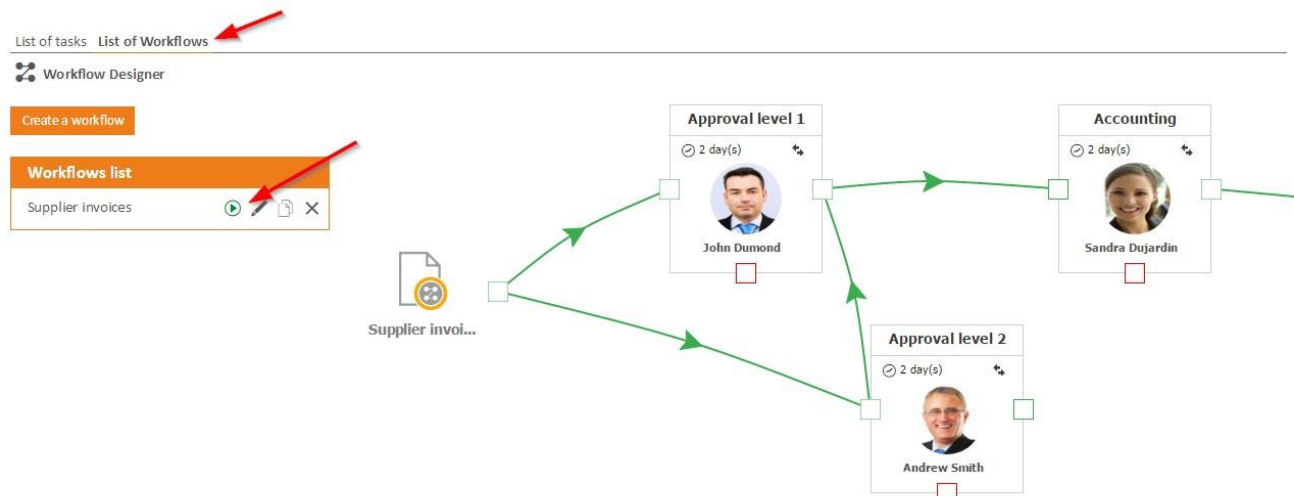 List of tasks List of Workflows
Workflow Designer
Create a workflow
Workflows list
Supplier invoices
Supplier invoi...
Approval level 1
2 day(s)
John Dumond
Accounting
2 day(s)
Sandra Dujardin
Approval level 2
2 day(s)
Andrew Smith